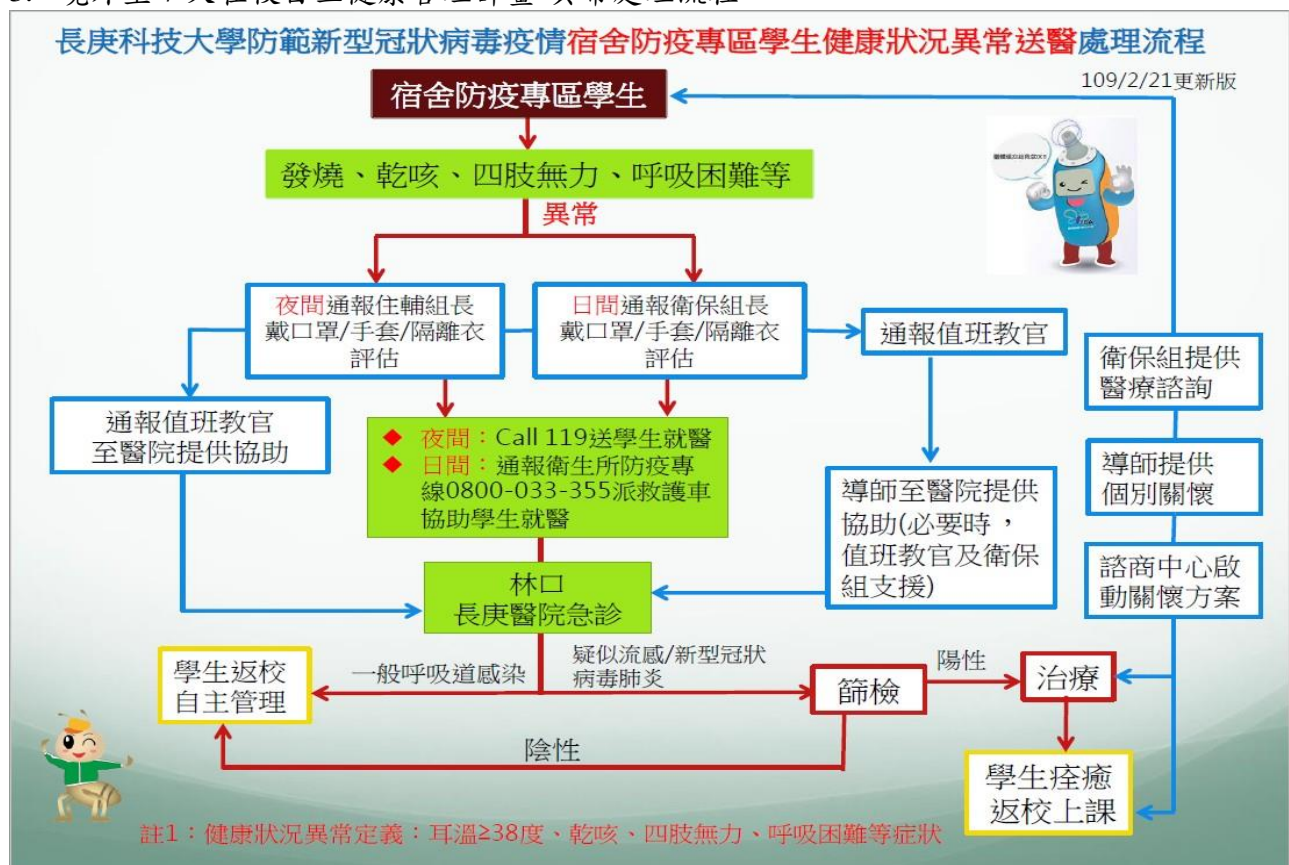 長庚科技大學防範新型冠狀病毒疫情宿舍防疫專區學生健康狀況異常送醫處理流程
109/2/21更新版
宿舍防疫專區學生
發燒、乾咳、四肢無力、呼吸困難等
異常
夜間通報住輔組長
戴口罩/手套/隔離衣
評估
日間通報衛保組長
戴口罩/手套/隔離衣
評估
通報值班教官
衛保組提供
醫療諮詢
通報值班教官
至醫院提供協助
◆ 夜間：Call 119送學生就醫
◆ 日間：通報衛生所防疫專
線0800-033-355派救護車
協助學生就醫
導師至醫院提供
協助(必要時，
值班教官及衛保
組支援)
導師提供
個別關懷
諮商中心啟
動關懷方案
林口
長庚醫院急診
學生返校
自主管理
一般呼吸道感染
疑似流感/新型冠狀
病毒肺炎
篩檢
陽性
治療
陰性
學生痊癒
返校上課
註1：健康狀況異常定義：耳溫≥38度、乾咳、四肢無力、呼吸困難等症狀